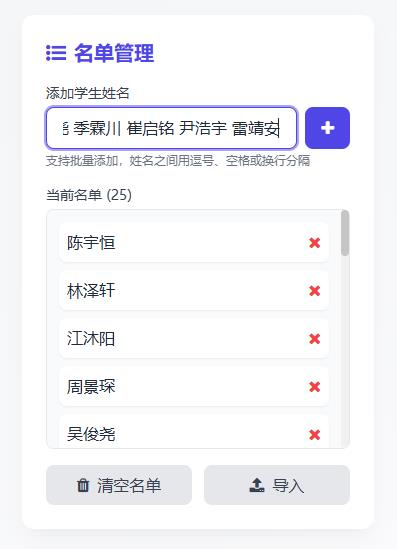 名单管理
添加学生姓名
季霖川 崔启铭 尹浩宇 雷靖安
支持批量添加，姓名之间用逗号、空格或换行分隔
当前名单 (25)
陈宇恒
林泽轩
江沐阳
周景琛
吴俊尧
清空名单
导入